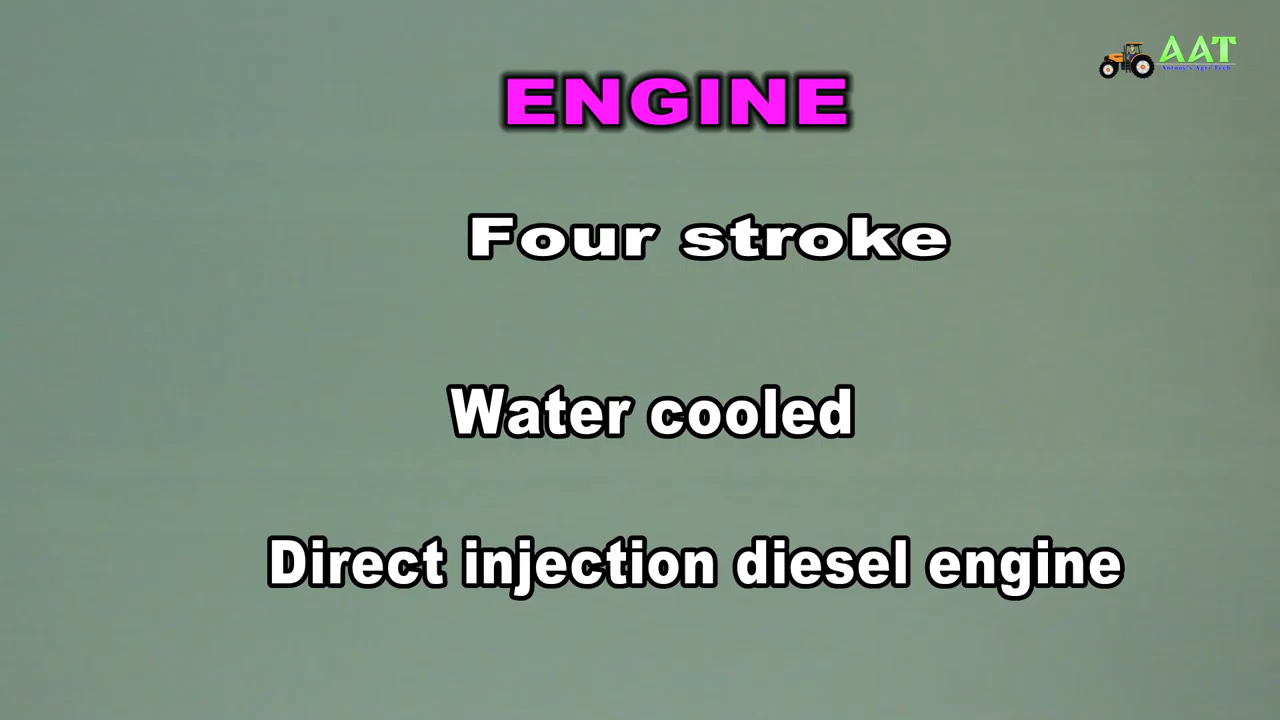 AAT
ENGINE
Four stroke
Water cooled
Direct injection diesel engine